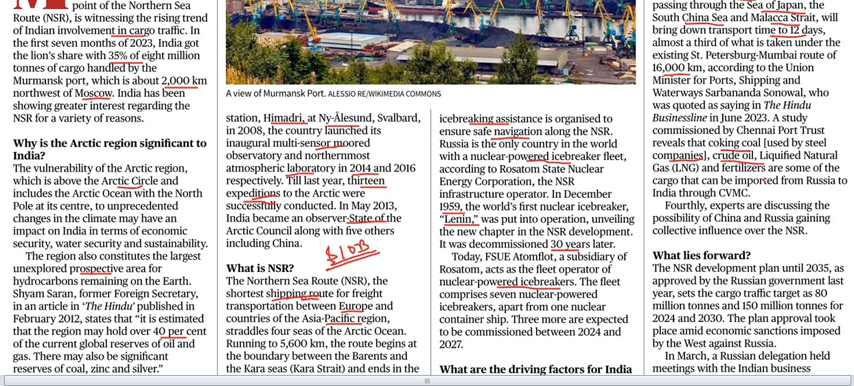 point of the Northern Sea
Route (NSR), is witnessing the rising trend
of Indian involvement in cargo traffic. In
the first seven months of 2023, India got
the lion's share with 35% of eight million
tonnes of cargo handled by the
Murmansk port, which is about 2,000 km
northwest of Moscow. India has been
showing greater interest regarding the
NSR for a variety of reasons.
Why is the Arctic region significant to
India?
The vulnerability of the Arctic region,
which is above the Arctic Circle and
includes the Arctic Ocean with the North
Pole at its centre, to unprecedented
changes in the climate may have an
impact on India in terms of economic
security, water security and sustainability.
The region also constitutes the largest
unexplored prospective area for
hydrocarbons remaining on the Earth.
Shyam Saran, former Foreign Secretary,
in an article in 'The Hindu' published in
February 2012, states that "it is estimated
that the region may hold over 40 per cent
of the current global reserves of oil and
gas. There may also be significant
reserves of coal, zinc and silver."
A view of Murmansk Port. ALESSIO RE/WIKIMEDIA COMMONS
station, Himadri, at Ny-Ålesund, Svalbard,
in 2008, the country launched its
inaugural multi-sensor moored
observatory and northernmost
atmospheric laboratory in 2014 and 2016
respectively. Till last year, thirteen
expeditions to the Arctic were
successfully conducted. In May 2013,
India became an observer-State of the
Arctic Council along with five others
including China.
$10B
What is NSR?
The Northern Sea Route (NSR), the
shortest shipping route for freight
transportation between Europe and
countries of the Asia-Pacific region,
straddles four seas of the Arctic Ocean.
Running to 5,600 km, the route begins at
the boundary between the Barents and
the Kara seas (Kara Strait) and ends in the
icebreaking assistance is organised to
ensure safe navigation along the NSR.
Russia is the only country in the
world with a nuclear-powered icebreaker fleet,
according to Rosatom State Nuclear
Energy Corporation, the NSR
infrastructure operator. In December
1959, the world's first nuclear icebreaker,
"Lenin," was put into operation, unveiling
the new chapter in the NSR development.
It was decommissioned 30 years later.
Today, FSUE Atomflot, a subsidiary of
Rosatom, acts as the fleet operator of
nuclear-powered icebreakers. The fleet
comprises seven nuclear-powered
icebreakers, apart from one nuclear
container ship. Three more are expected
to be commissioned between 2024 and
2027.
What are the driving factors for India
passing through the Sea of Japan, the
South China Sea and Malacca Strait, will
bring down transport time to 12 days,
almost a third of what is taken under the
existing St. Petersburg-Mumbai route of
16,000 km, according to the Union
Minister for Ports, Shipping and
Waterways Sarbananda Sonowal, who
was quoted as saying in The Hindu
Businessline in June 2023. A study
commissioned by Chennai Port Trust
reveals that coking coal [used by steel
companies], crude oil, Liquified Natural
Gas (LNG) and fertilizers are some of the
cargo that can be imported from Russia to
India through CVMC.
Fourthly, experts are discussing the
possibility of China and Russia gaining
collective influence over the NSR.
What lies forward?
The NSR development plan until 2035, as
approved by the Russian government last
year, sets the cargo traffic target as 80
million tonnes and 150 million tonnes for
2024 and 2030. The plan approval took
place amid economic sanctions imposed
by the West against Russia.
In March, a Russian delegation held
meetings with the Indian business